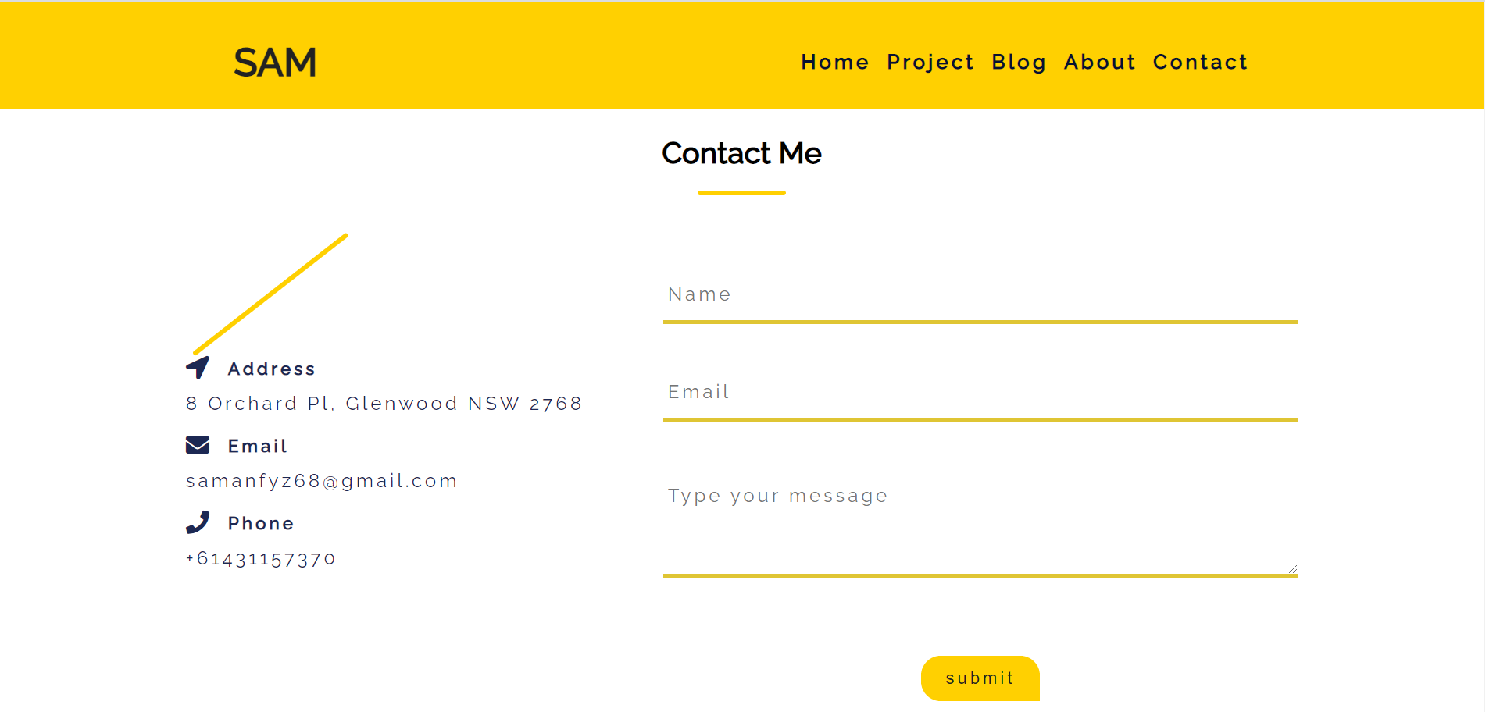 SAM
Home Project Blog About Contact
Contact Me
Address
8 Orchard Pl, Glenwood NSW 2768
Email
samanfyz68@gmail.com
Phone
+61431157370
Name
Email
Type your message
submit